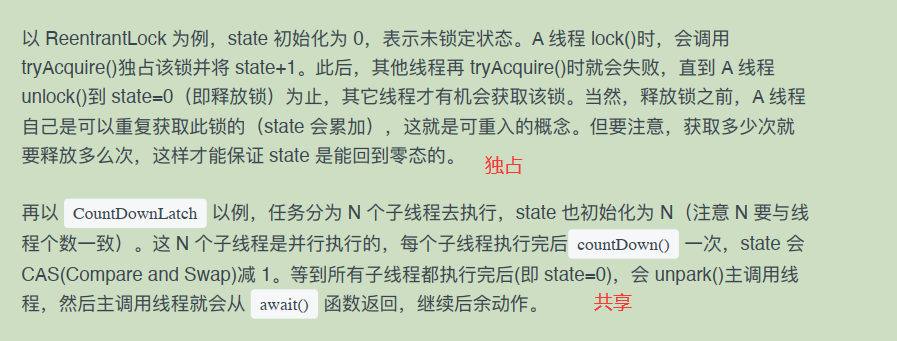 以 ReentrantLock 为例，state 初始化为 0，表示未锁定状态。A 线程 lock()时，会调用
tryAcquire()独占该锁并将 state+1。此后，其他线程再 tryAcquire()时就会失败，直到 A 线程
unlock()到 state=0（即释放锁）为止，其它线程才有机会获取该锁。当然，释放锁之前，A 线程
自己是可以重复获取此锁的（state 会累加），这就是可重入的概念。但要注意，获取多少次就
要释放多么次，这样才能保证 state 是能回到零态的。
独占
再以 CountDownLatch 以例，任务分为 N 个子线程去执行，state 也初始化为 N（注意 N 要与线
程个数一致）。这 N 个子线程是并行执行的，每个子线程执行完后 countDown() 一次，state 会
CAS(Compare and Swap)减 1。等到所有子线程都执行完后(即 state=0)，会 unpark()主调用线
程，然后主调用线程就会从 await() 函数返回，继续后余动作。
共享